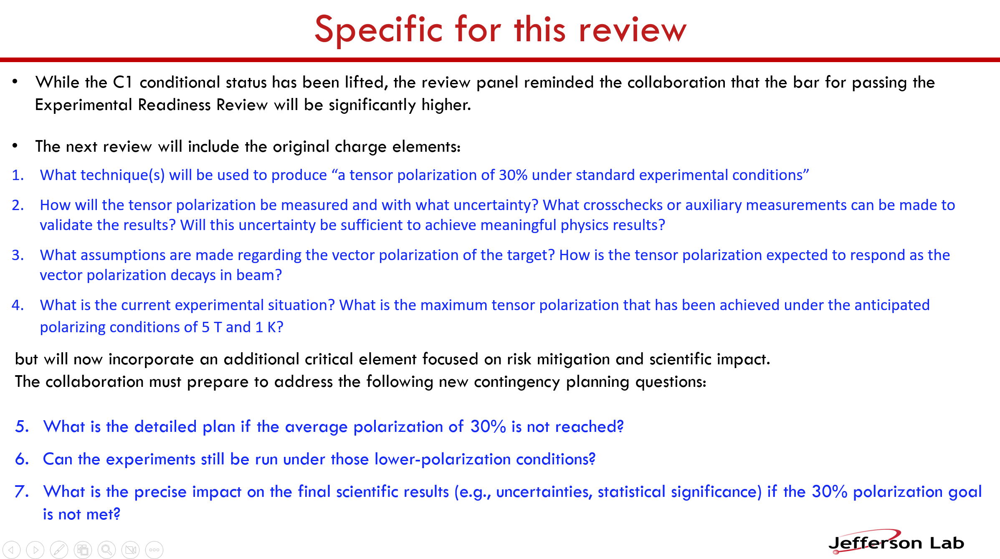 Specific for this review
• While the C1 conditional status has been lifted, the review panel reminded the collaboration that the bar for passing the
Experimental Readiness Review will be significantly higher.
• The next review will include the original charge elements:
1. What technique(s) will be used to produce “a tensor polarization of 30% under standard experimental conditions”
2. How will the tensor polarization be measured and with what uncertainty? What crosschecks or auxiliary measurements can be made to
validate the results? Will this uncertainty be sufficient to achieve meaningful physics results?
3. What assumptions are made regarding the vector polarization of the target? How is the tensor polarization expected to respond as the
vector polarization decays in beam?
4. What is the current experimental situation? What is the maximum tensor polarization that has been achieved under the anticipated
polarizing conditions of 5 T and 1 K?
but will now incorporate an additional critical element focused on risk mitigation and scientific impact.
The collaboration must prepare to address the following new contingency planning questions:
5. What is the detailed plan if the average polarization of 30% is not reached?
6. Can the experiments still be run under those lower-polarization conditions?
7. What is the precise impact on the final scientific results (e.g., uncertainties, statistical significance) if the 30% polarization goal
is not met?
Jefferson Lab